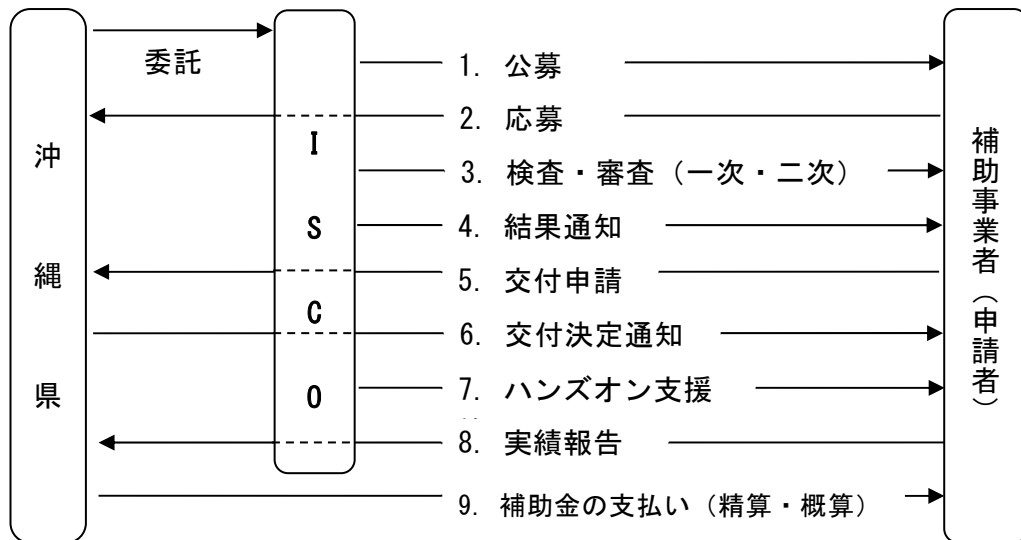 沖縄県
委託
ISCO
1. 公募
2. 応募
3. 検査・審査（一次・二次）
4. 結果通知
5. 交付申請
6. 交付決定通知
7. ハンズオン支援
8. 実績報告
9. 補助金の支払い（精算・概算）
補助事業者（申請者）